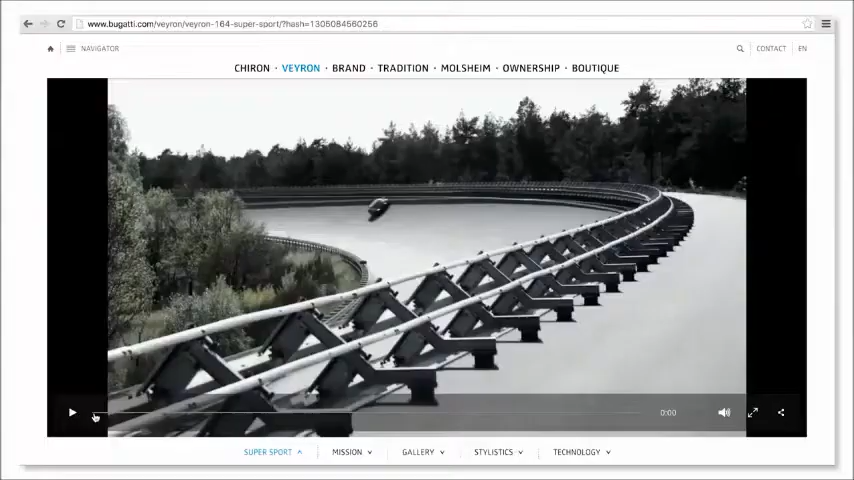 www.bugatti.com/veyron/veyron-164-super-sport/?hash=1305084560256
NAVIGATOR
CONTACT
EN
CHIRON · VEYRON · BRAND · TRADITION · MOLSHEIM · OWNERSHIP · BOUTIQUE
0:00
SUPER SPORT
MISSION
GALLERY
STYLISTICS
TECHNOLOGY